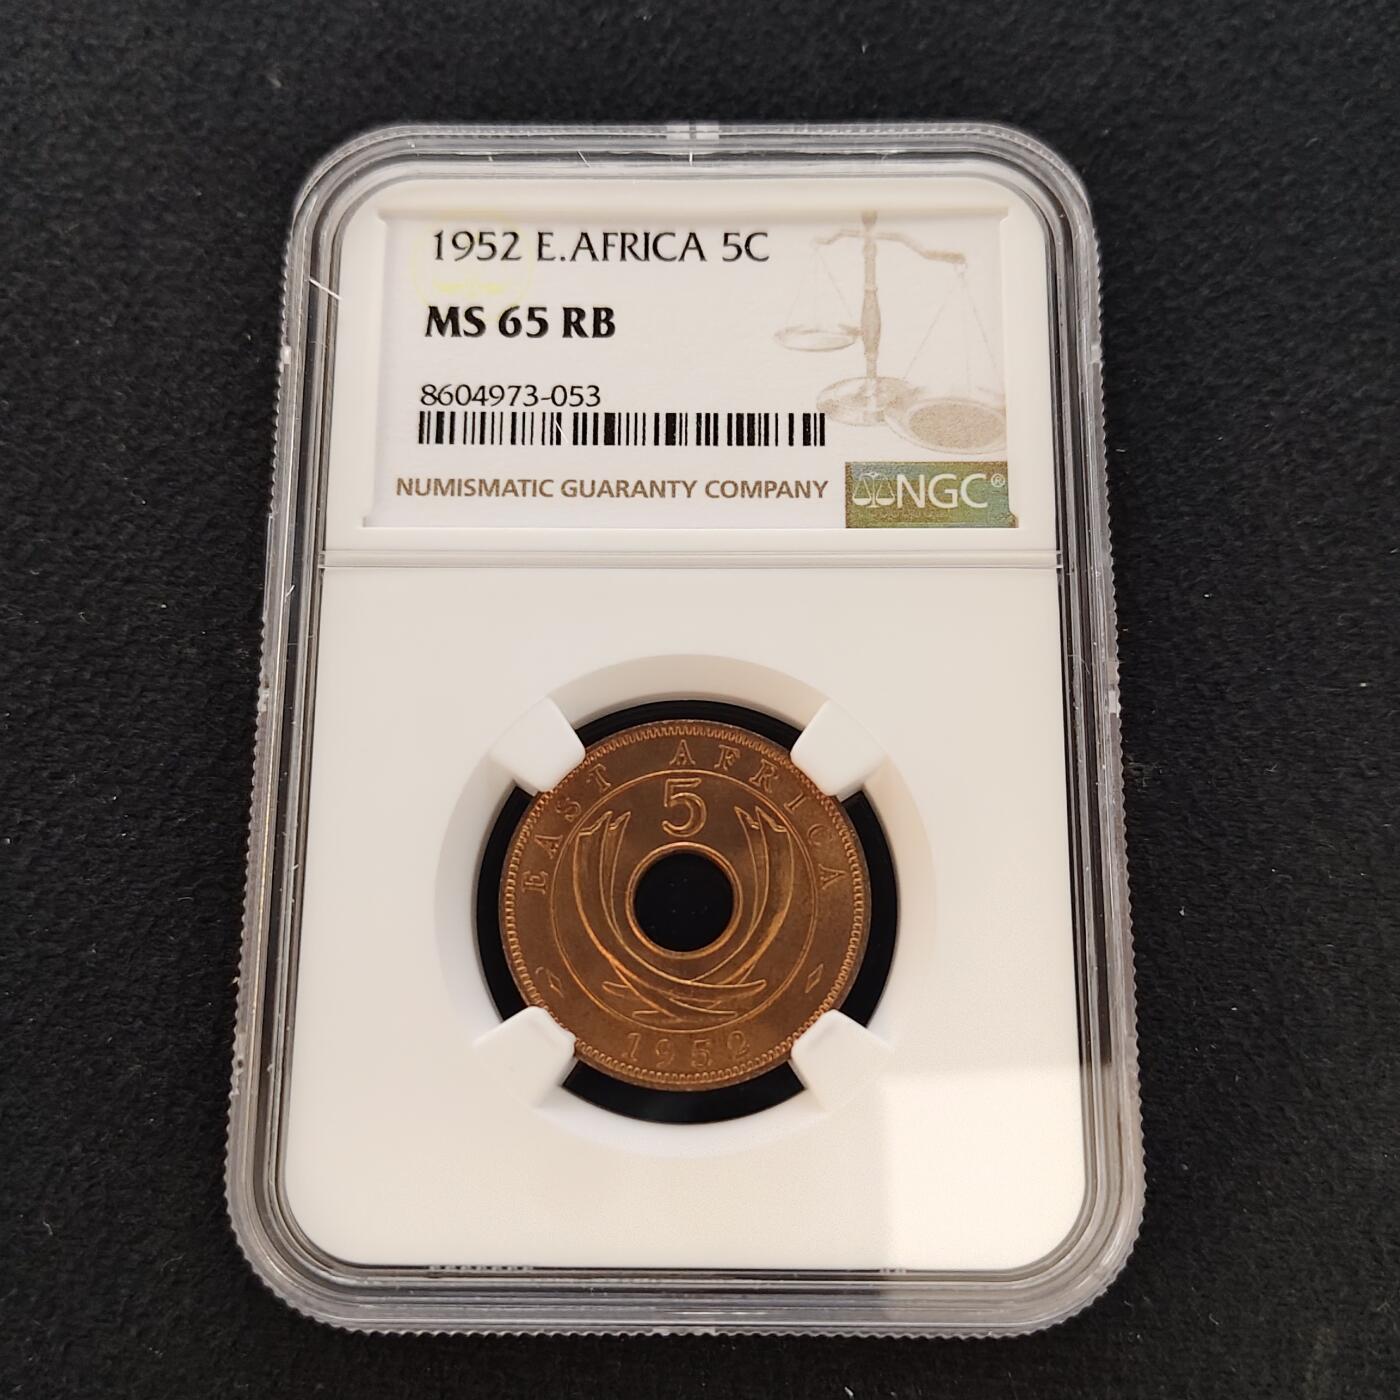 1952 E.AFRICA 5C
MS 65 RB
8604973-053
NUMISMATIC GUARANTY COMPANY
NGC®
EAST AFRICA
5
1952